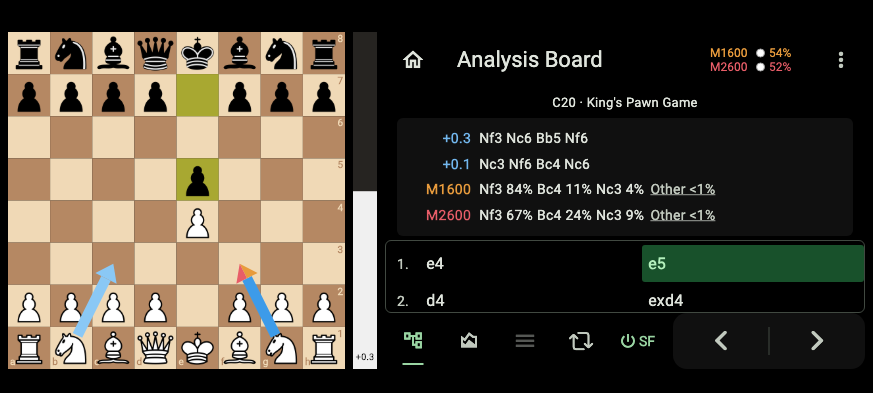 8
7
6
5
4
3
2
1
a b c d e f g h
+0.3
Analysis Board
M1600 54%
M2600 52%
C20 · King's Pawn Game
+0.3 Nf3 Nc6 Bb5 Nf6
+0.1 Nc3 Nf6 Bc4 Nc6
M1600 Nf3 84% Bc4 11% Nc3 4% Other <1%
M2600 Nf3 67% Bc4 24% Nc3 9% Other <1%
1. e4 e5
2. d4 exd4
SF